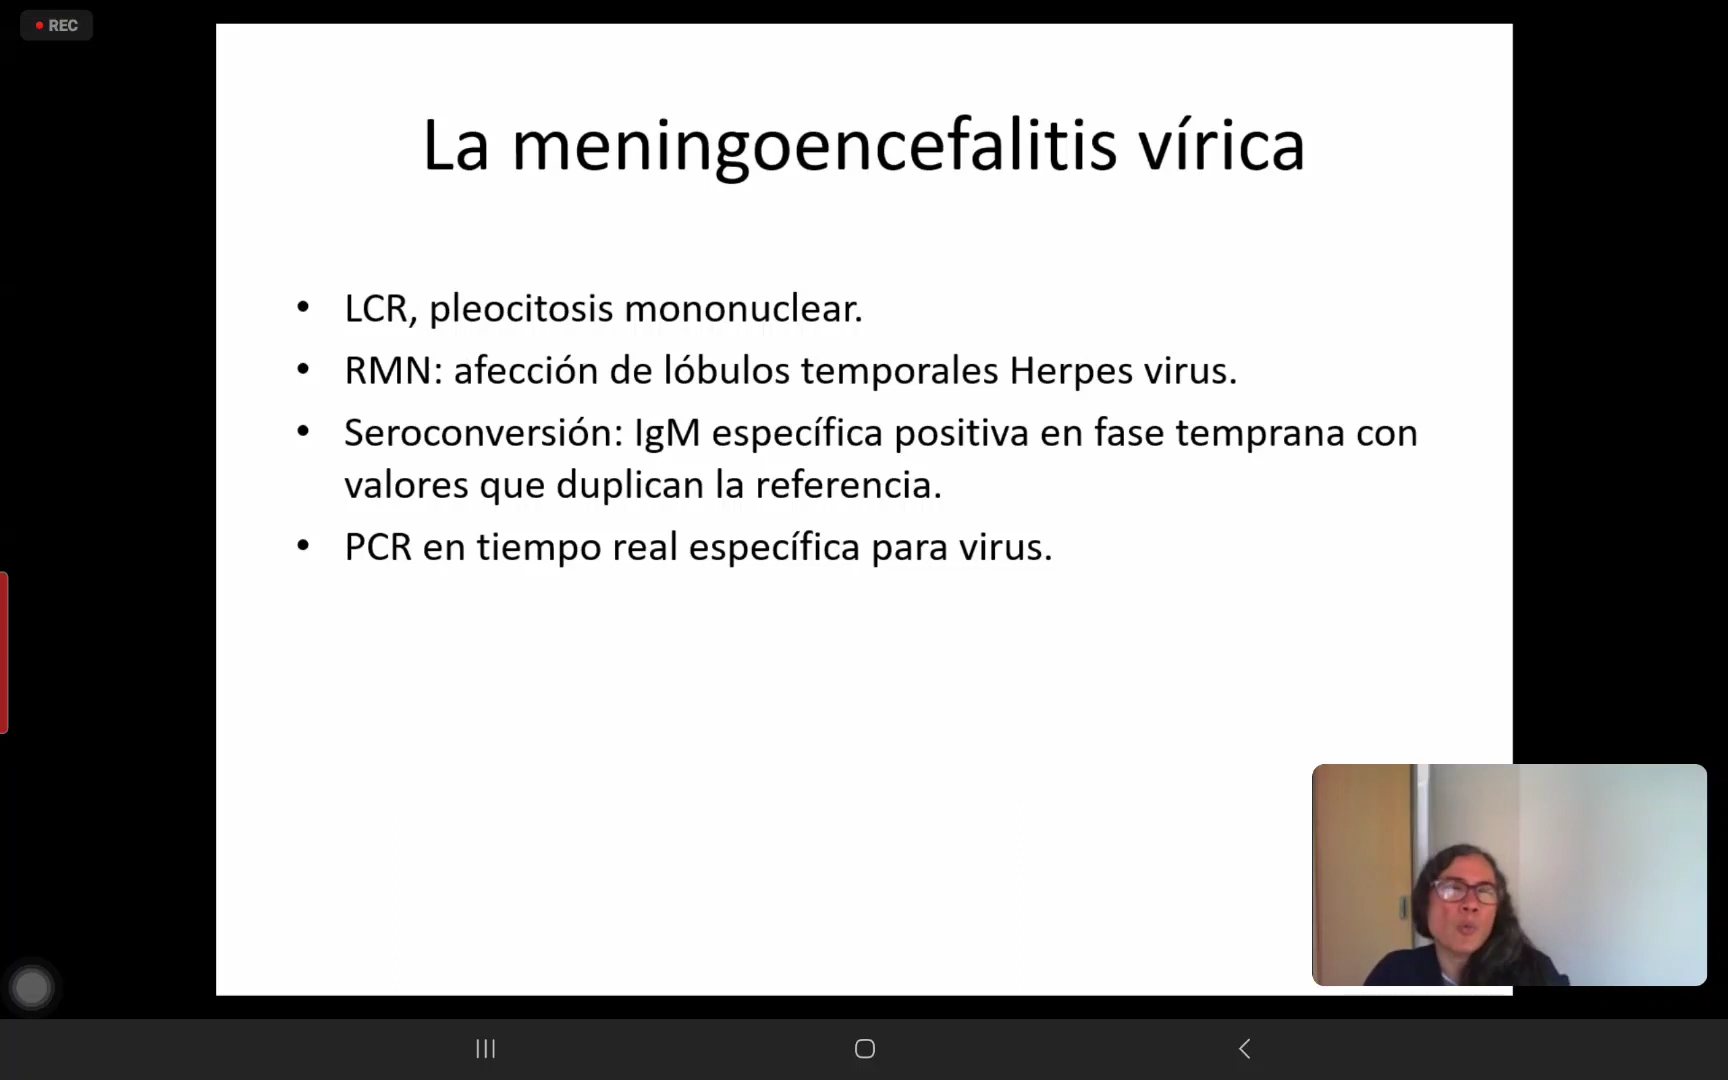 REC
La meningoencefalitis vírica
• LCR, pleocitosis mononuclear.
• RMN: afección de lóbulos temporales Herpes virus.
• Seroconversión: IgM específica positiva en fase temprana con
valores que duplican la referencia.
• PCR en tiempo real específica para virus.